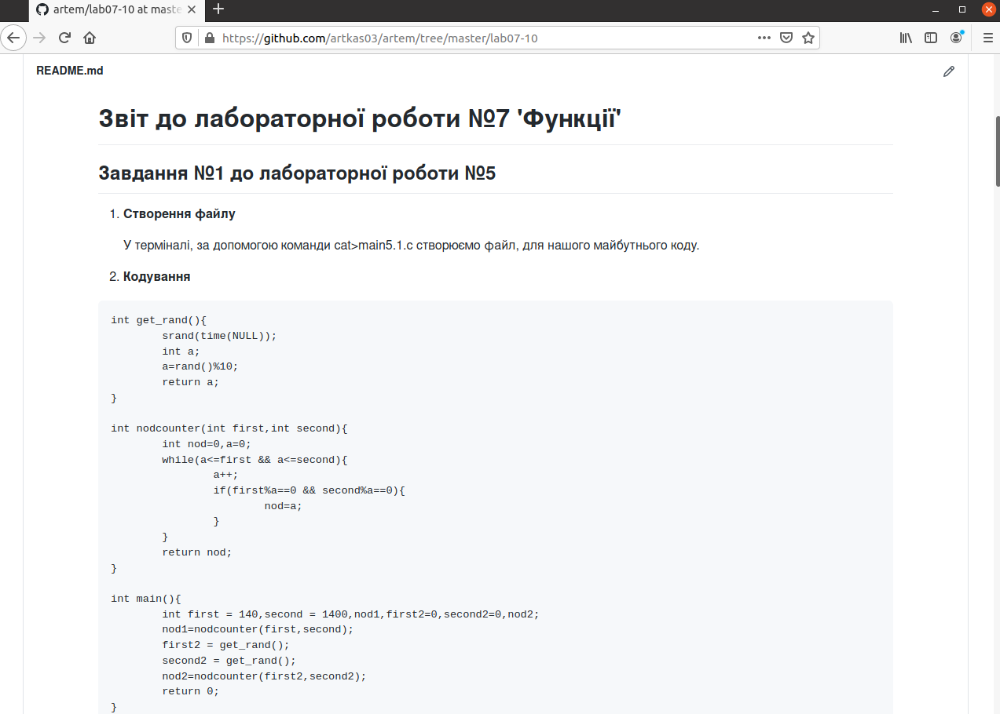 artem/lab07-10 at maste
https://github.com/artkas03/artem/tree/master/lab07-10
README.md
Звіт до лабораторної роботи №7 'Функції'
Завдання №1 до лабораторної роботи №5
1. Створення файлу
У терміналі, за допомогою команди cat>main5.1.c створюємо файл, для нашого майбутнього коду.
2. Кодування
int get_rand(){
        srand(time(NULL));
        int a;
        a=rand()%10;
        return a;
}
int nodcounter(int first,int second){
        int nod=0,a=0;
        while(a<=first && a<=second){
                a++;
                if(first%a==0 && second%a==0){
                        nod=a;
                }
        }
        return nod;
}
int main(){
        int first = 140,second = 1400,nod1,first2=0,second2=0,nod2;
        nod1=nodcounter(first,second);
        first2 = get_rand();
        second2 = get_rand();
        nod2=nodcounter(first2,second2);
        return 0;
}